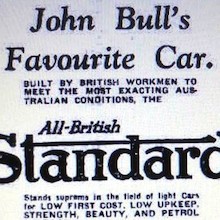 John Bull's
Favourite Car.
BUILT BY BRITISH WORKMEN TO
MEET THE MOST EXACTING AUS-
TRALIAN CONDITIONS, THE
All-British
Standard
Stands supreme in the field of light Cars
for LOW FIRST COST, LOW UPKEEP,
STRENGTH, BEAUTY, AND PETROL